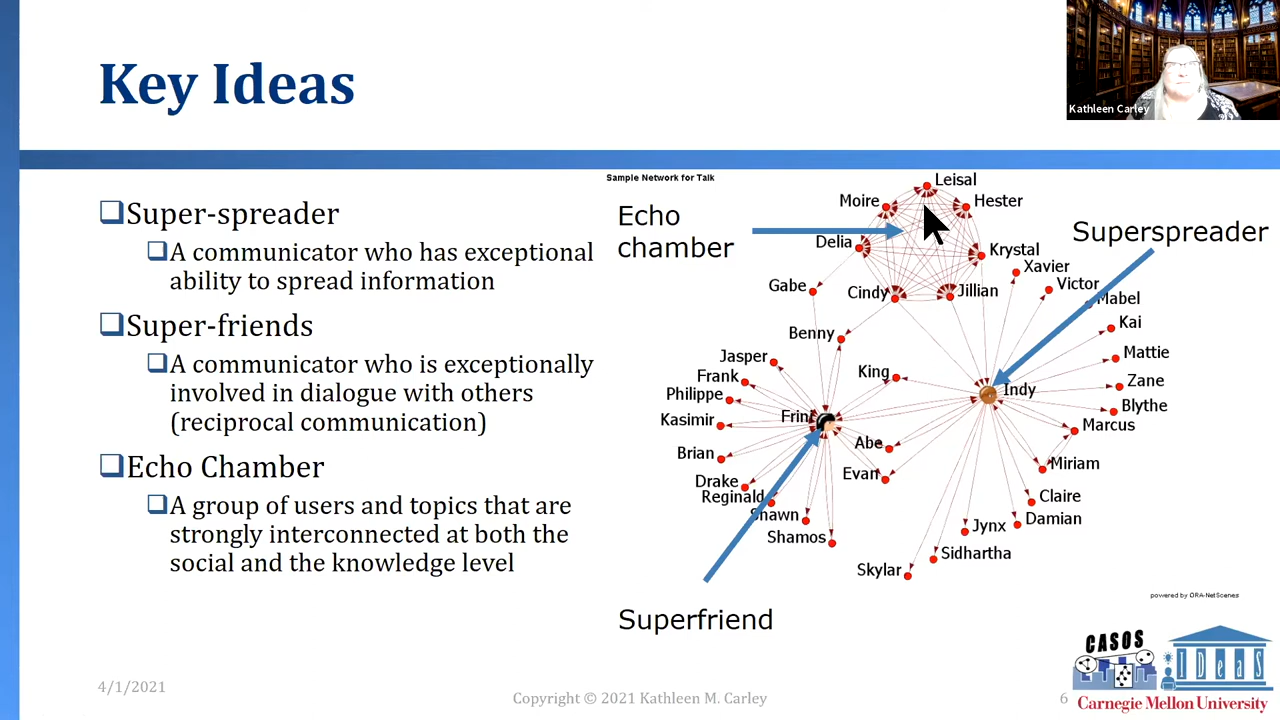 Key Ideas
Kathleen Carley
❑Super-spreader
❑A communicator who has exceptional
ability to spread information
❑Super-friends
❑A communicator who is exceptionally
involved in dialogue with others
(reciprocal communication)
❑Echo Chamber
❑A group of users and topics that are
strongly interconnected at both the
social and the knowledge level
Sample Network for Talk
Echo
chamber
Superspreader
Superfriend
Leisal
Moire
Hester
Delia
Krystal
Xavier
Gabe
Cindy
Jillian
Victor
Mabel
Kai
Benny
Mattie
Jasper
King
Zane
Frank
Indy
Philippe
Blythe
Kasimir
Frin
Marcus
Abe
Brian
Evan
Miriam
Drake
Reginald
Claire
Shawn
Damian
Shamos
Jynx
Sidhartha
Skylar
powered by ORA-NetScenes
CASOS
IDeaS
Carnegie Mellon University
4/1/2021
Copyright © 2021 Kathleen M. Carley
6